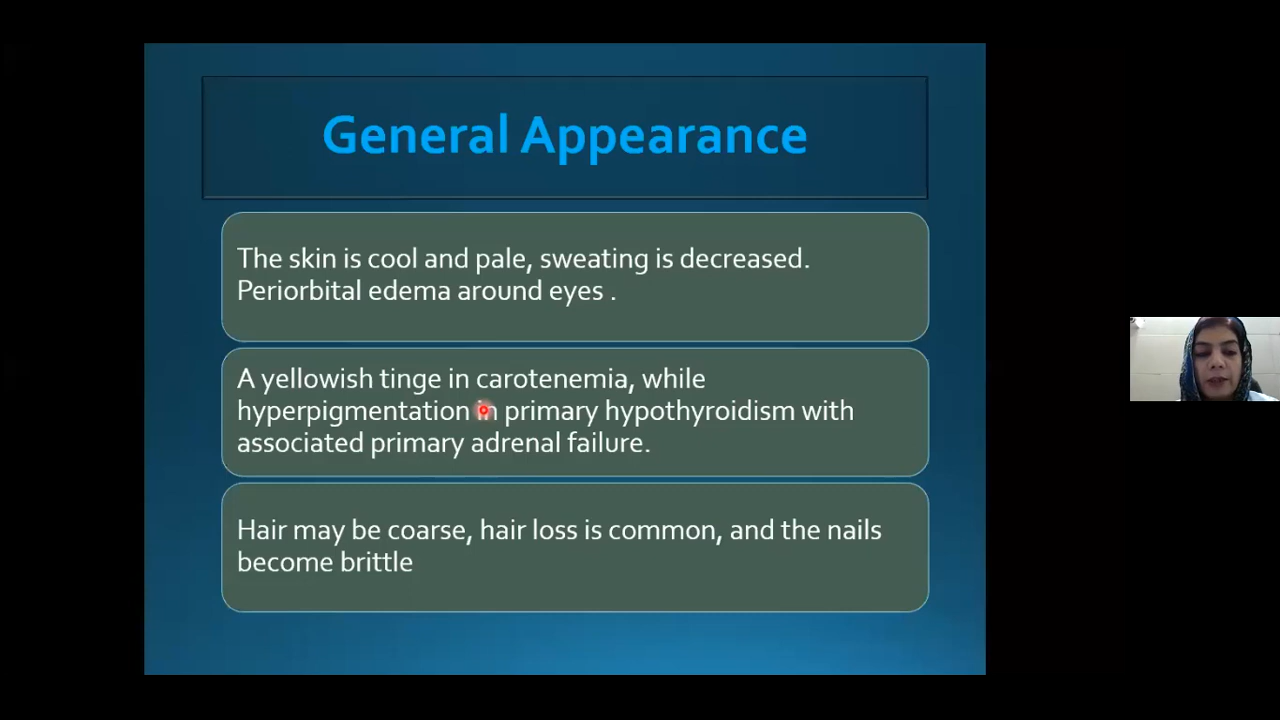 General Appearance
The skin is cool and pale, sweating is decreased.
Periorbital edema around eyes .
A yellowish tinge in carotenemia, while
hyperpigmentation in primary hypothyroidism with
associated primary adrenal failure.
Hair may be coarse, hair loss is common, and the nails
become brittle